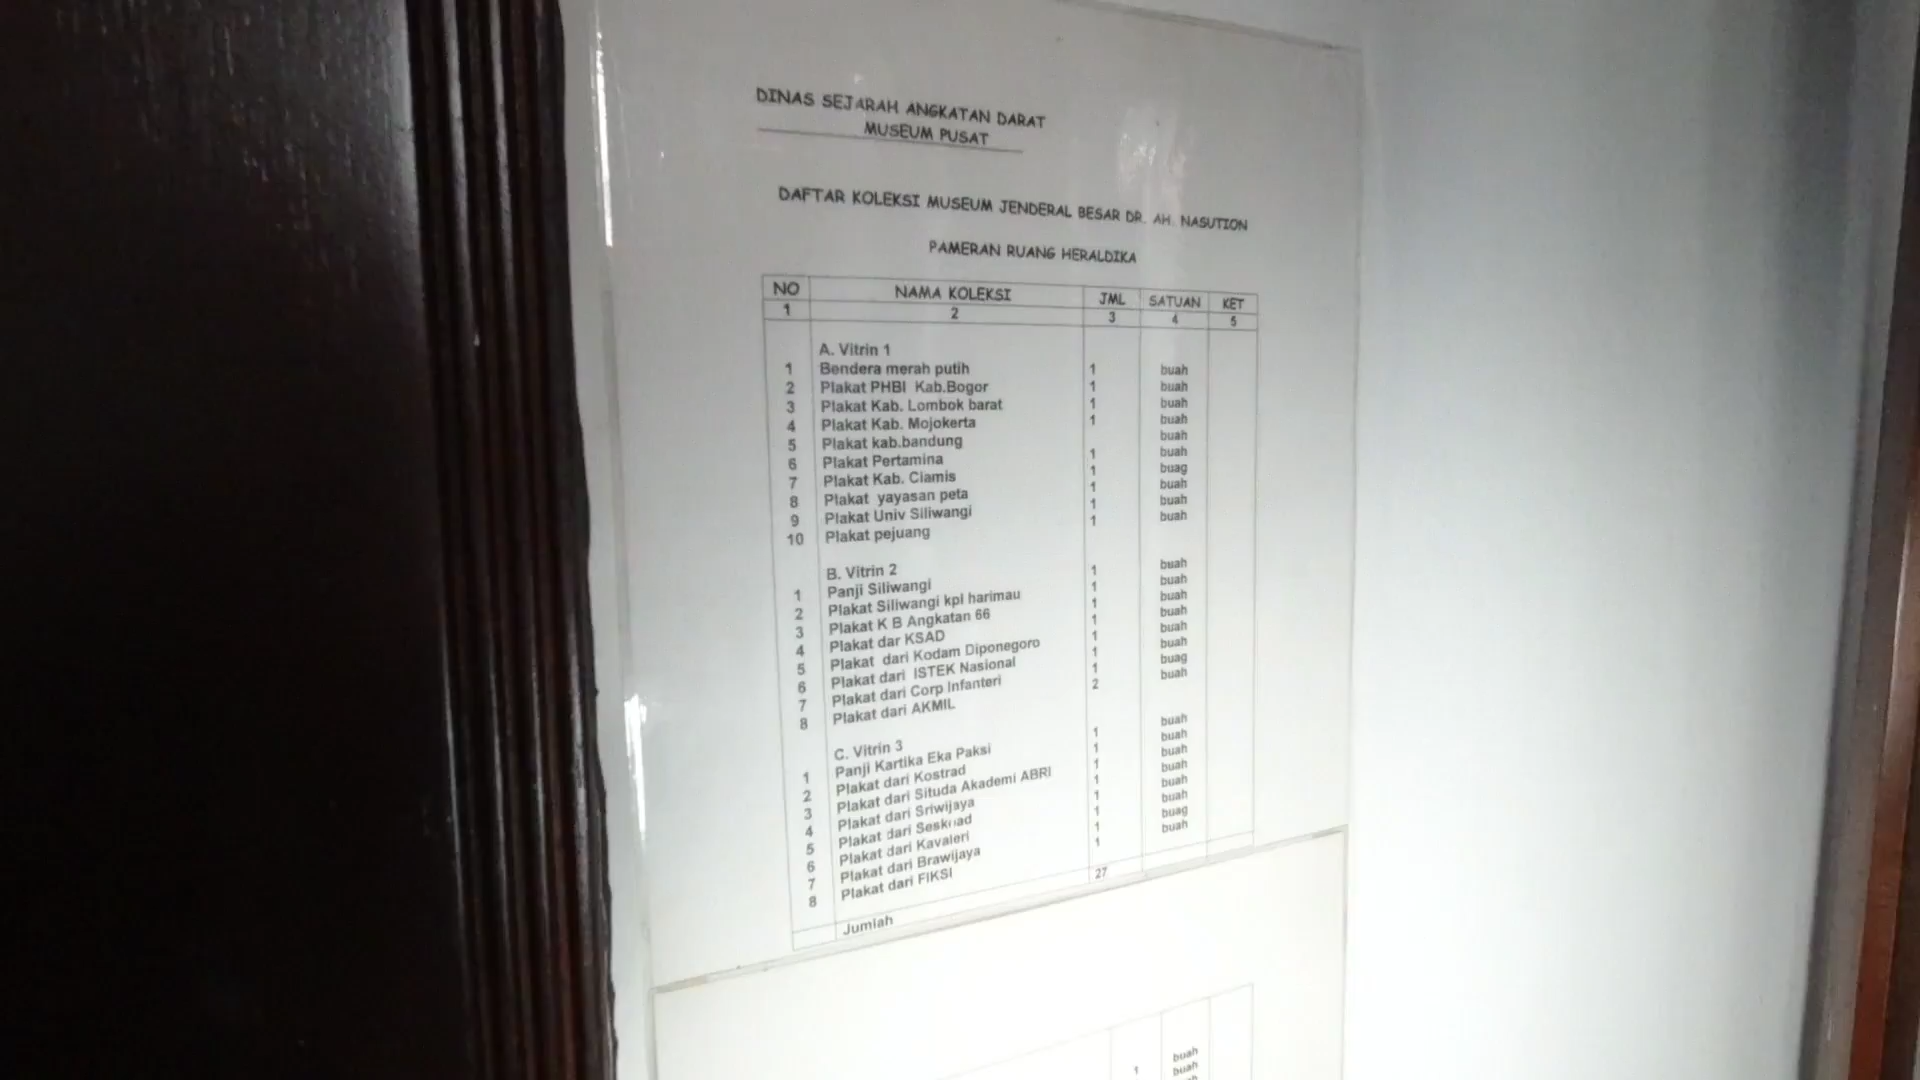 DINAS SEJARAH ANGKATAN DARAT
MUSEUM PUSAT
DAFTAR KOLEKSI MUSEUM JENDERAL BESAR DR. AH. NASUTION
PAMERAN RUANG HERALDIKA
NO NAMA KOLEKSI JML SATUAN KET
1 2 3 4 5
A. Vitrin 1
1 Bendera merah putih 1 buah
2 Plakat PHBI Kab.Bogor 1 buah
3 Plakat Kab. Lombok barat 1 buah
4 Plakat Kab. Mojokerta 1 buah
5 Plakat kab.bandung buah
6 Plakat Pertamina 1 buah
7 Plakat Kab. Ciamis 1 buag
8 Plakat yayasan peta 1 buah
9 Plakat Univ Siliwangi 1 buah
10 Plakat pejuang 1 buah
B. Vitrin 2
1 Panji Siliwangi 1 buah
2 Plakat Siliwangi kpl harimau 1 buah
3 Plakat K B Angkatan 66 1 buah
4 Plakat dar KSAD 1 buah
5 Plakat dari Kodam Diponegoro 1 buah
6 Plakat dari ISTEK Nasional 1 buah
7 Plakat dari Corp Infanteri 1 buag
8 Plakat dari AKMIL 2 buah
C. Vitrin 3
1 Panji Kartika Eka Paksi 1 buah
2 Plakat dari Kostrad 1 buah
3 Plakat dari Situda Akademi ABRI 1 buah
4 Plakat dari Sriwijaya 1 buah
5 Plakat dari Seskoad 1 buah
6 Plakat dari Kavaleri 1 buah
7 Plakat dari Brawijaya 1 buag
8 Plakat dari FIKSI 1 buah
Jumlah 27
1 buah
buah